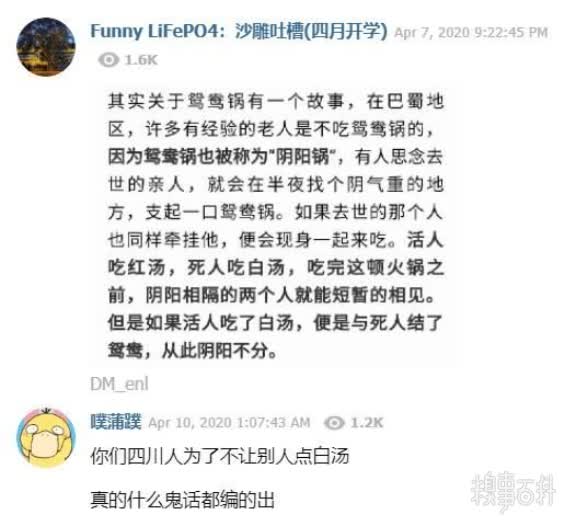 Funny LiFePO4：沙雕吐槽(四月开学) Apr 7, 2020 9:22:45 PM
1.6K
其实关于鸳鸯锅有一个故事，在巴蜀地
区，许多有经验的老人是不吃鸳鸯锅的，
因为鸳鸯锅也被称为"阴阳锅"，有人思念去
世的亲人，就会在半夜找个阴气重的地
方，支起一口鸳鸯锅。如果去世的那个人
也同样牵挂他，便会现身一起来吃。活人
吃红汤，死人吃白汤，吃完这顿火锅之
前，阴阳相隔的两个人就能短暂的相见。
但是如果活人吃了白汤，便是与死人结了
鸳鸯，从此阴阳不分。
DM_enl
噗蒲蹼 Apr 10, 2020 1:07:43 AM 1.2K
你们四川人为了不让别人点白汤
真的什么鬼话都编的出
糗事百科